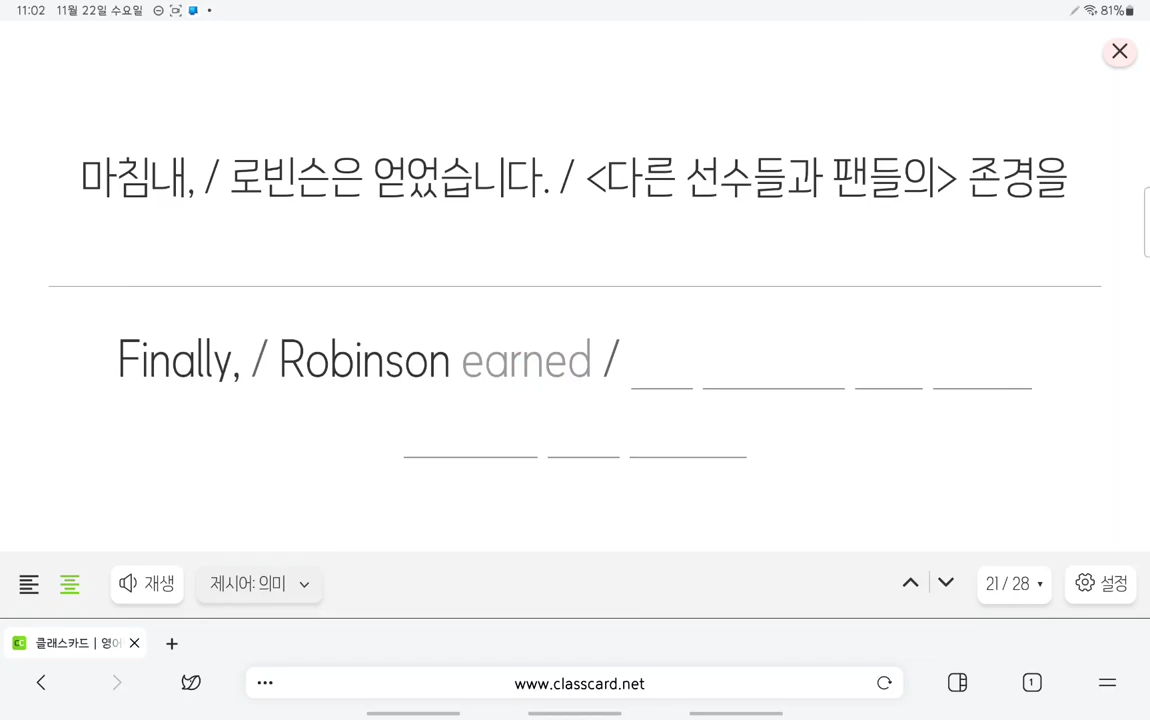 11:02 11월 22일 수요일 81%
마침내, / 로빈슨은 얻었습니다. / <다른 선수들과 팬들의> 존경을
Finally, / Robinson earned /
재생 제시어: 의미 21 / 28 설정
클래스카드 | 영어
www.classcard.net
1